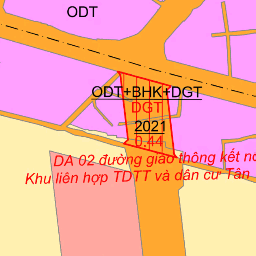 ODT
ODT+BHK+DGT
DGT
2021
0.44
DA 02 đường giao thông kết nố
Khu liên hợp TDTT và dân cư Tân